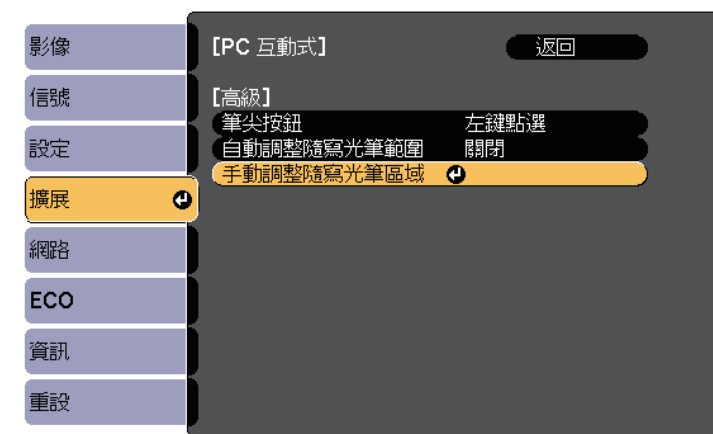 影像
信號
設定
擴展
網路
ECO
資訊
重設
[PC 互動式] 返回
[高級]
筆尖按鈕 左鍵點選
自動調整隨寫光筆範圍 關閉
手動調整隨寫光筆區域